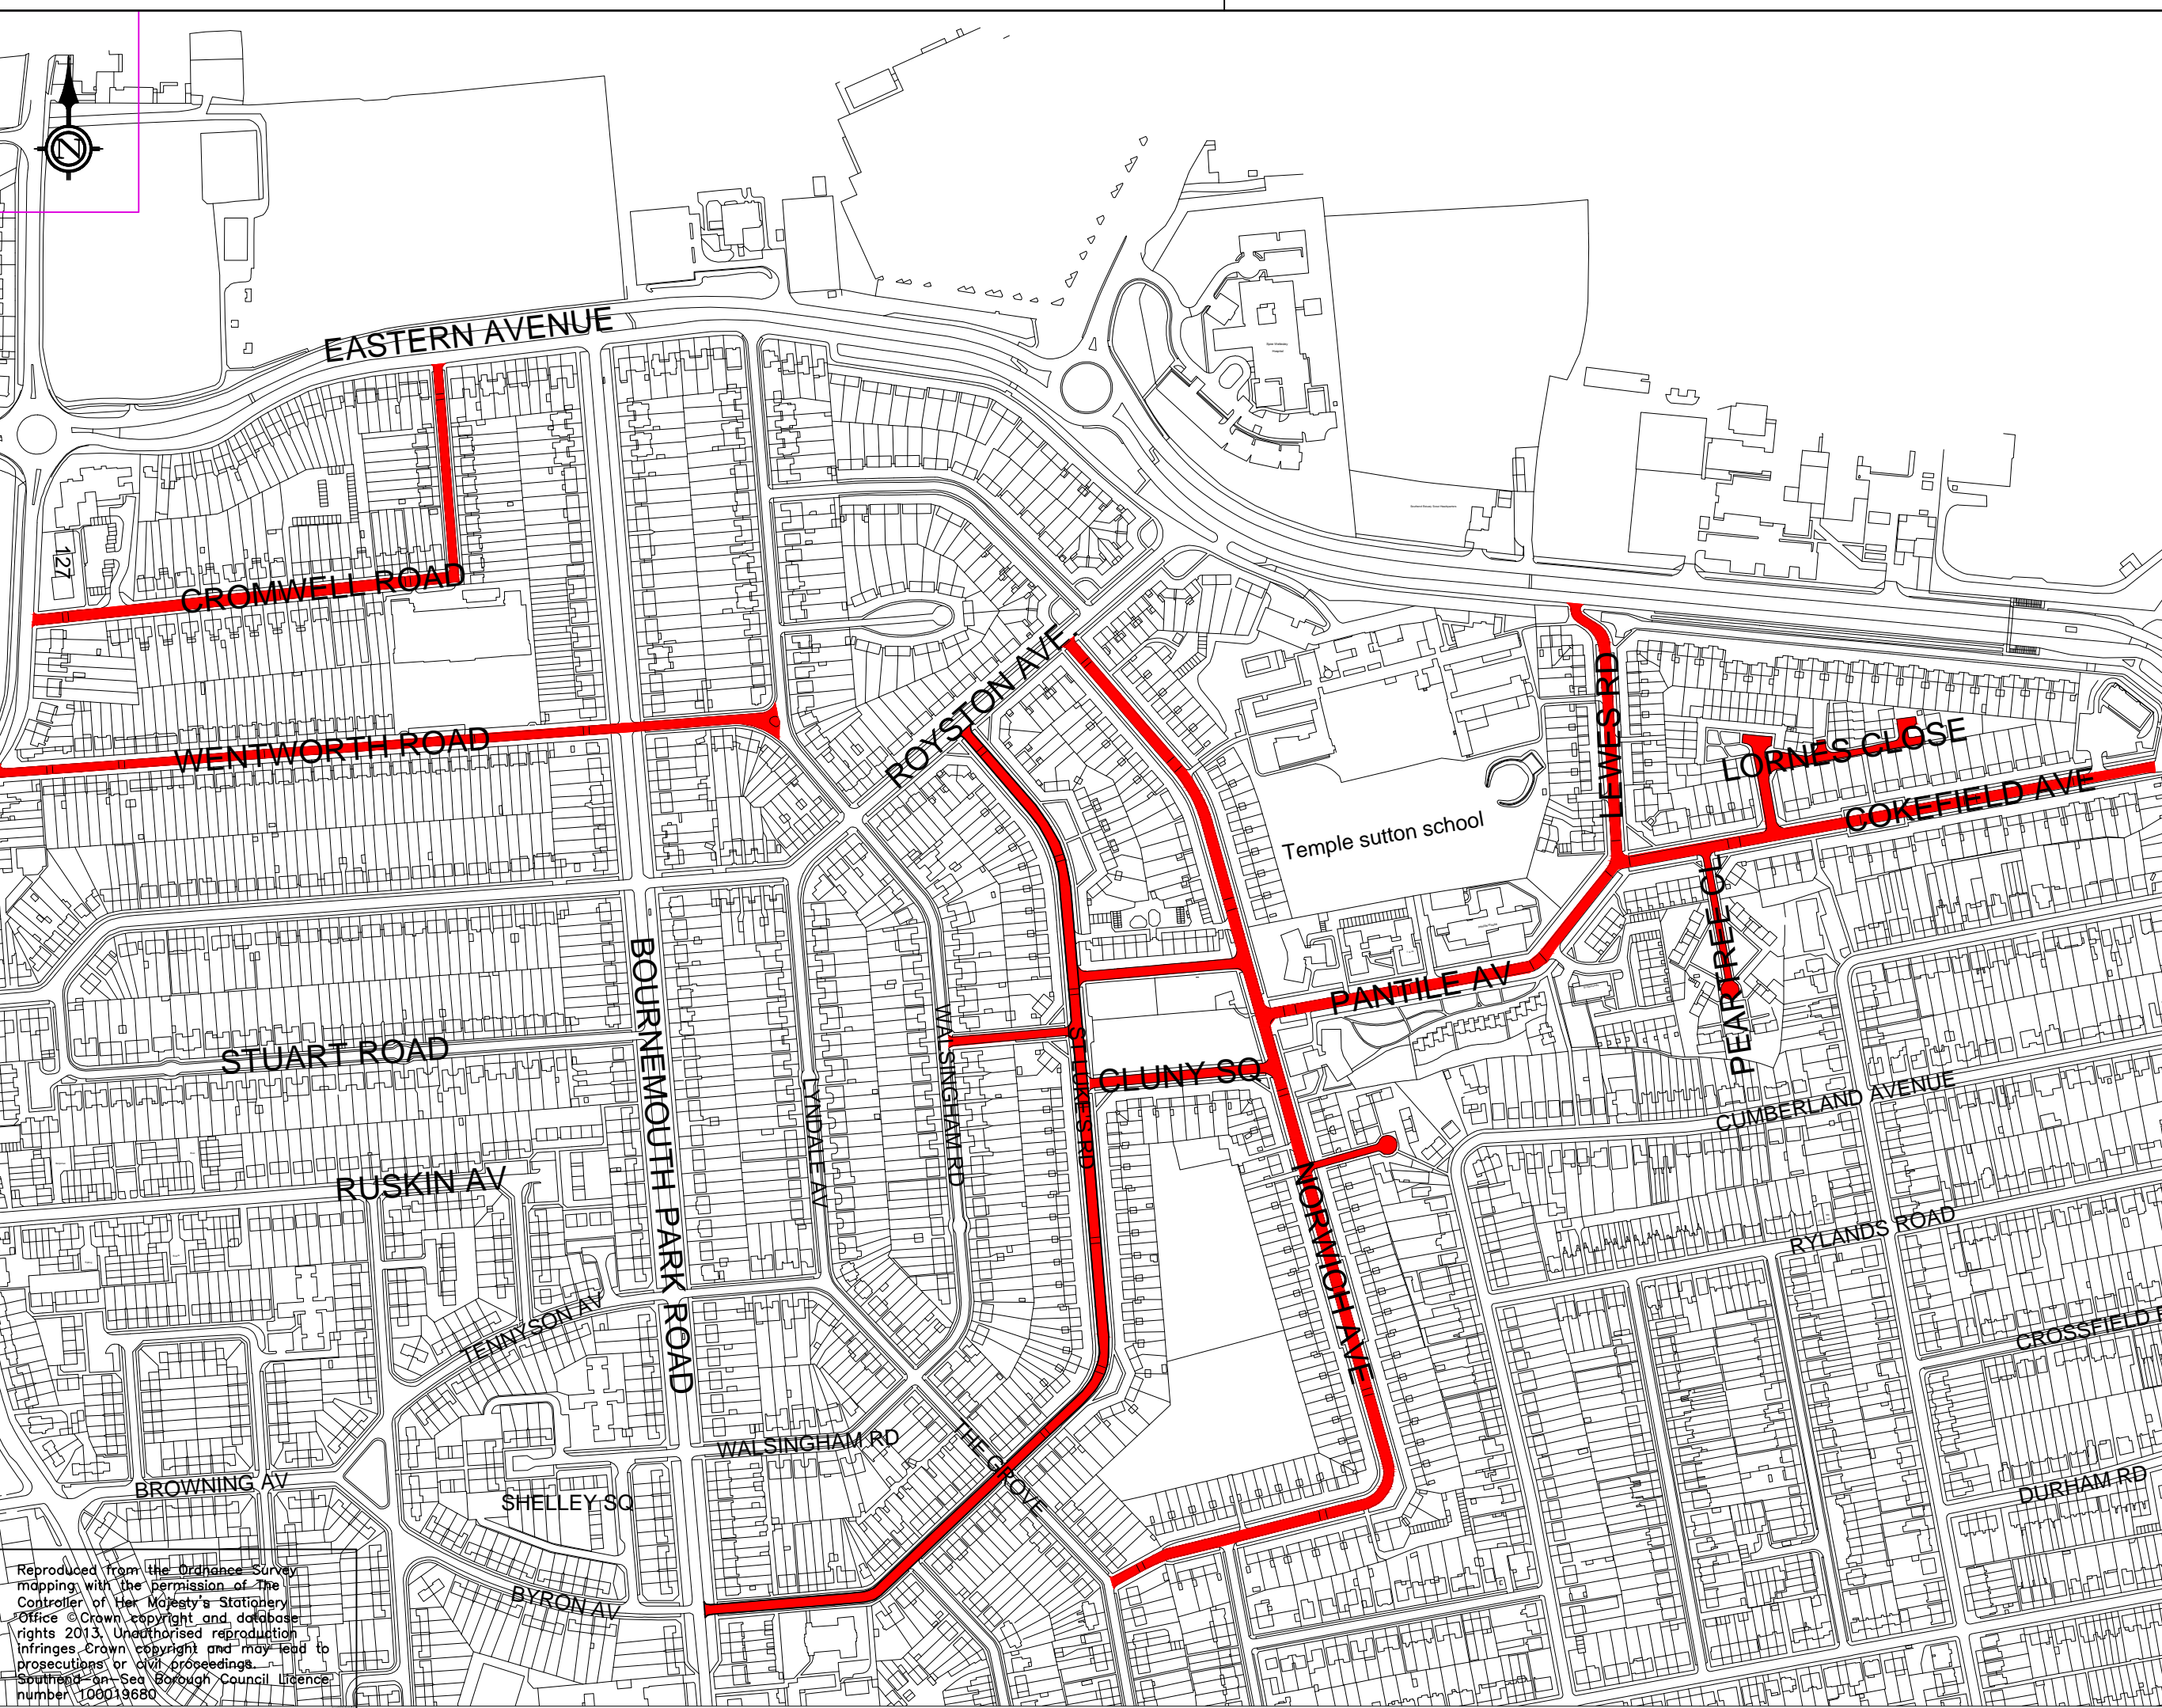 N
EASTERN AVENUE
127
CROMWELL ROAD
WENTWORTH ROAD
ROYSTON AVE
LEWES RD
LORNES CLOSE
COKEFIELD AVE
Temple sutton school
PEARTREE CL
PANTILE AV
BOURNEMOUTH PARK ROAD
STUART ROAD
WALSINGHAM RD
ST LUKE'S RD
CLUNY SQ
LYNDALE AV
CUMBERLAND AVENUE
RUSKIN AV
NORWICH AVE
RYLANDS ROAD
TENNYSON AV
CROSSFIELD
WALSINGHAM RD
THE GROVE
BROWNING AV
SHELLEY SQ
DURHAM RD
BYRON AV
Reproduced from the Ordnance Survey
mapping with the permission of The
Controller of Her Majesty's Stationery
Office © Crown copyright and database
rights 2013. Unauthorised reproduction
infringes Crown copyright and may lead to
prosecutions or civil proceedings.
Southend-on-Sea Borough Council Licence
number 100019680